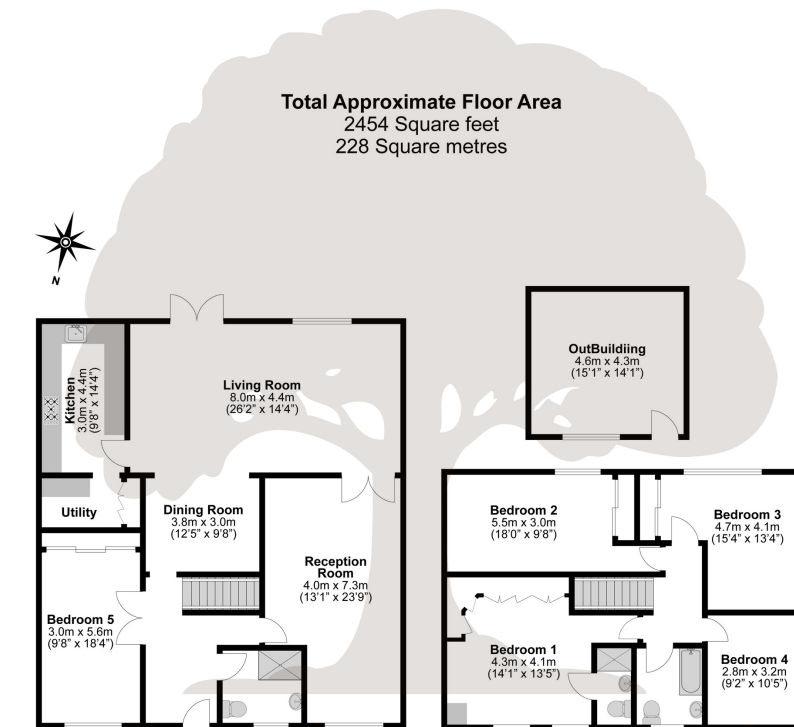 Total Approximate Floor Area
2454 Square feet
228 Square metres
N
OutBuildiing
4.6m x 4.3m
(15'1" x 14'1")
Kitchen
3.0m x 4.4m
(9'8" x 14'4")
Living Room
8.0m x 4.4m
(26'2" x 14'4")
Utility
Dining Room
3.8m x 3.0m
(12'5" x 9'8")
Reception
Room
4.0m x 7.3m
(13'1" x 23'9")
Bedroom 5
3.0m x 5.6m
(9'8" x 18'4")
Bedroom 2
5.5m x 3.0m
(18'0" x 9'8")
Bedroom 3
4.7m x 4.1m
(15'4" x 13'4")
Bedroom 1
4.3m x 4.1m
(14'1" x 13'5")
Bedroom 4
2.8m x 3.2m
(9'2" x 10'5")